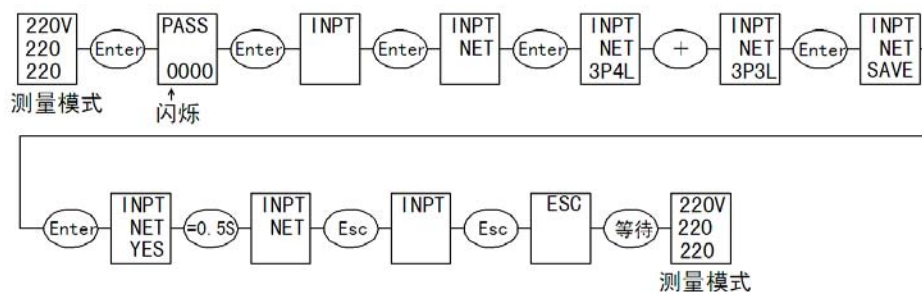 220V
220
220
Enter
PASS
0000
Enter
INPT
Enter
INPT
NET
Enter
INPT
NET
3P4L
+
INPT
NET
3P3L
Enter
INPT
NET
SAVE
测量模式
↑
闪烁
Enter
INPT
NET
YES
=0.5S
INPT
NET
Esc
INPT
Esc
ESC
等待
220V
220
220
测量模式